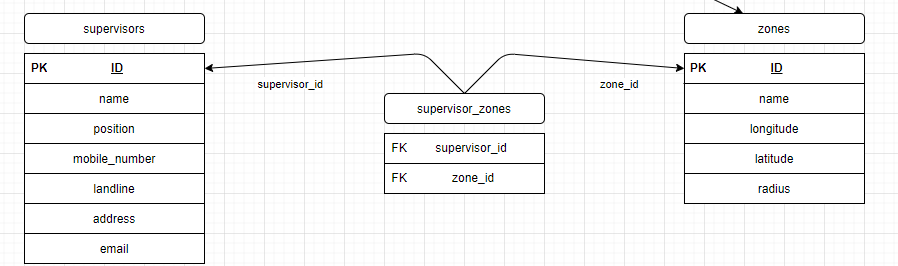 supervisors
PK ID
name
position
mobile_number
landline
address
email
supervisor_id
supervisor_zones
FK supervisor_id
FK zone_id
zone_id
zones
PK ID
name
longitude
latitude
radius